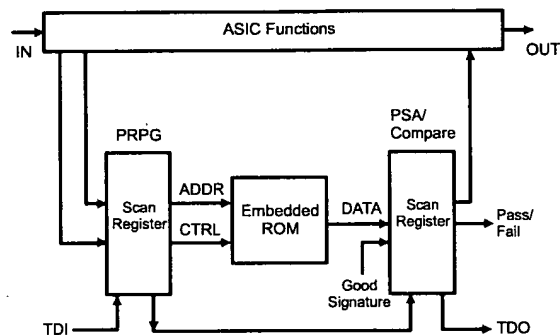 ASIC Functions
IN
OUT
PRPG
PSA/
Compare
Scan
Register
ADDR
CTRL
Embedded
ROM
DATA
Scan
Register
Pass/
Fail
Good
Signature
TDI
TDO